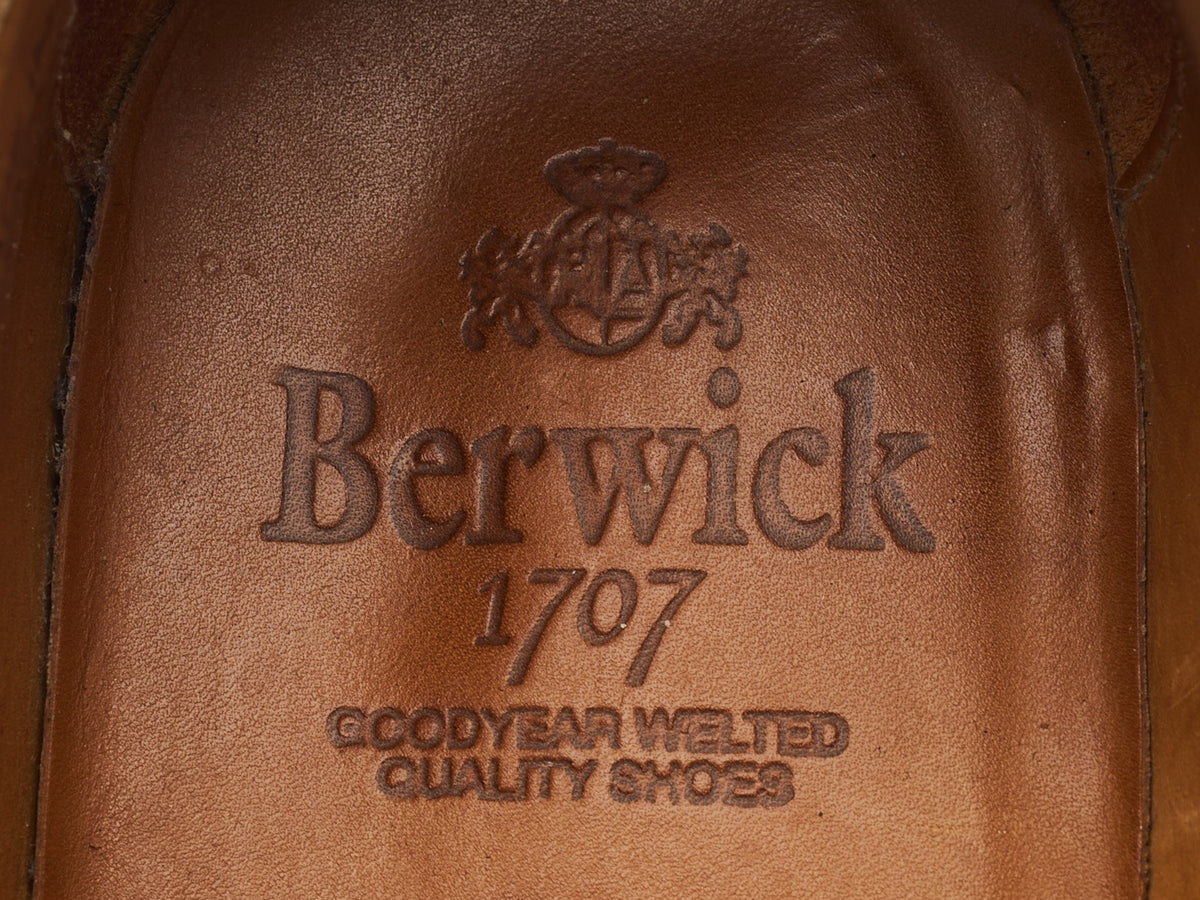 Berwick
1707
GOODYEAR WELTED
QUALITY SHOES